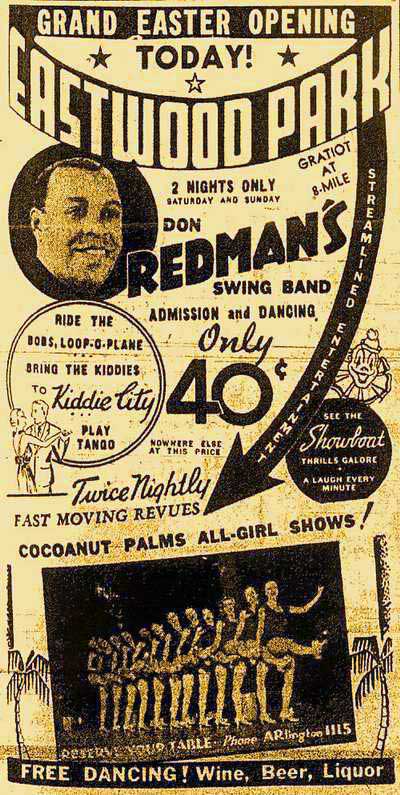 GRAND EASTER OPENING
TODAY!
EASTWOOD PARK
GRATIOT
AT
8-MILE
2 NIGHTS ONLY
SATURDAY AND SUNDAY
DON
REDMAN'S
SWING BAND
STREAMLINED ENTERTAINMENT
ADMISSION and DANCING
Only
40¢
NOWHERE ELSE
AT THIS PRICE
RIDE THE
BOBS, LOOP-O-PLANE
BRING THE KIDDIES
TO Kiddie City
PLAY
TANGO
SEE THE
Showboat
THRILLS GALORE
A LAUGH EVERY
MINUTE
Twice Nightly
FAST MOVING REVUES
COCOANUT PALMS ALL-GIRL SHOWS!
RESERVE YOUR TABLE - Phone ARlington 1115
FREE DANCING! Wine, Beer, Liquor